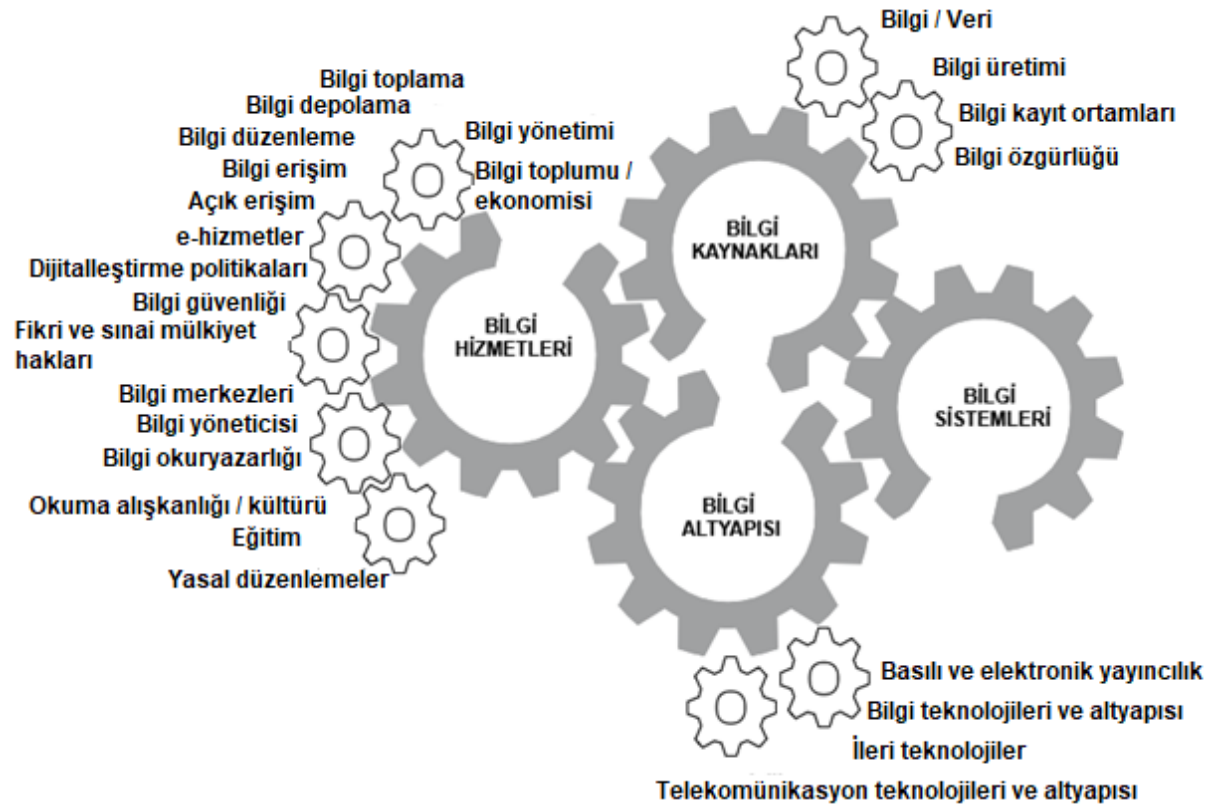 Bilgi / Veri
Bilgi üretimi
Bilgi kayıt ortamları
Bilgi özgürlüğü
Bilgi toplama
Bilgi depolama
Bilgi düzenleme
Bilgi erişim
Açık erişim
e-hizmetler
Dijitalleştirme politikaları
Bilgi güvenliği
Fikri ve sınai mülkiyet
hakları
Bilgi merkezleri
Bilgi yöneticisi
Bilgi okuryazarlığı
Okuma alışkanlığı / kültürü
Eğitim
Yasal düzenlemeler
Bilgi yönetimi
Bilgi toplumu /
ekonomisi
BİLGİ
HİZMETLERİ
BİLGİ
KAYNAKLARI
BİLGİ
SİSTEMLERİ
BİLGİ
ALTYAPISI
Basılı ve elektronik yayıncılık
Bilgi teknolojileri ve altyapısı
İleri teknolojiler
Telekomünikasyon teknolojileri ve altyapısı